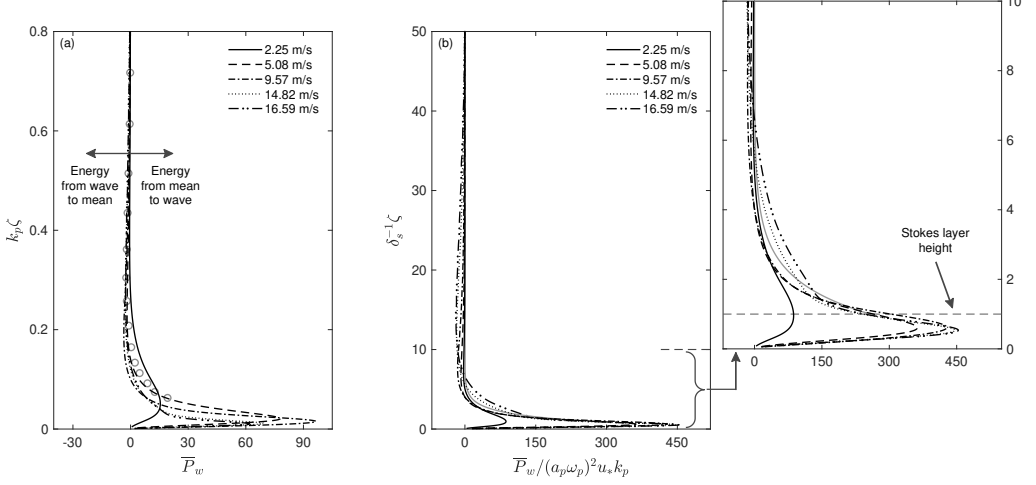 (a)
2.25 m/s
5.08 m/s
9.57 m/s
14.82 m/s
16.59 m/s
Energy
from wave
to mean
Energy
from mean
to wave
0.8
0.6
0.4
0.2
0
k_pζ
-30 0 30 60 90
P̅_w
(b)
2.25 m/s
5.08 m/s
9.57 m/s
14.82 m/s
16.59 m/s
50
40
30
20
10
0
δ_s^{-1}ζ
0 150 300 450
P̅_w/(a_pω_p)^2u_*k_p
10
8
6
4
2
0
Stokes layer
height
0 150 300 450